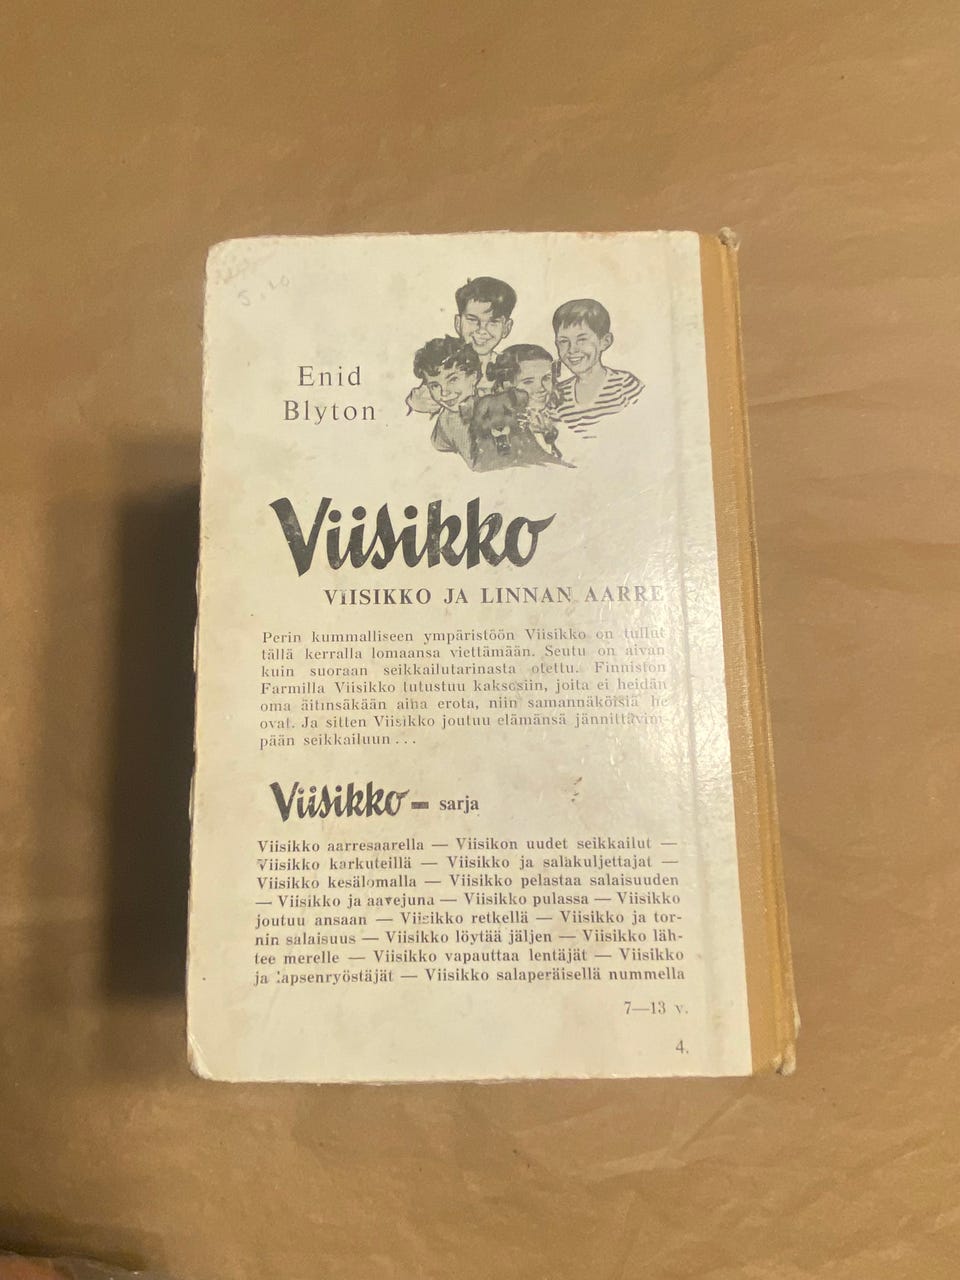 5.10
Enid
Blyton
Viisikko
VIISIKKO JA LINNAN AARRE
Perin kummalliseen ympäristöön Viisikko on tullut
tällä kerralla lomaansa viettämään. Seutu on aivan
kuin suoraan seikkailutarinasta otettu. Finniston
Farmilla Viisikko tutustuu kaksosiin, joita ei heidän
oma äitinsäkään aina erota, niin samannäköisiä he
ovat. Ja sitten Viisikko joutuu elämänsä jännittävim
pään seikkailuun . . .
Viisikko - sarja
Viisikko aarresaarella — Viisikon uudet seikkailut —
Viisikko karkuteillä — Viisikko ja salakuljettajat —
Viisikko kesälomalla — Viisikko pelastaa salaisuuden
— Viisikko ja aavejuna — Viisikko pulassa — Viisikko
joutuu ansaan — Viisikko retkellä — Viisikko ja tor-
nin salaisuus — Viisikko löytää jäljen — Viisikko läh-
tee merelle — Viisikko vapauttaa lentäjät — Viisikko
ja lapsenryöstäjät — Viisikko salaperäisellä nummella
7—13 v.
4.